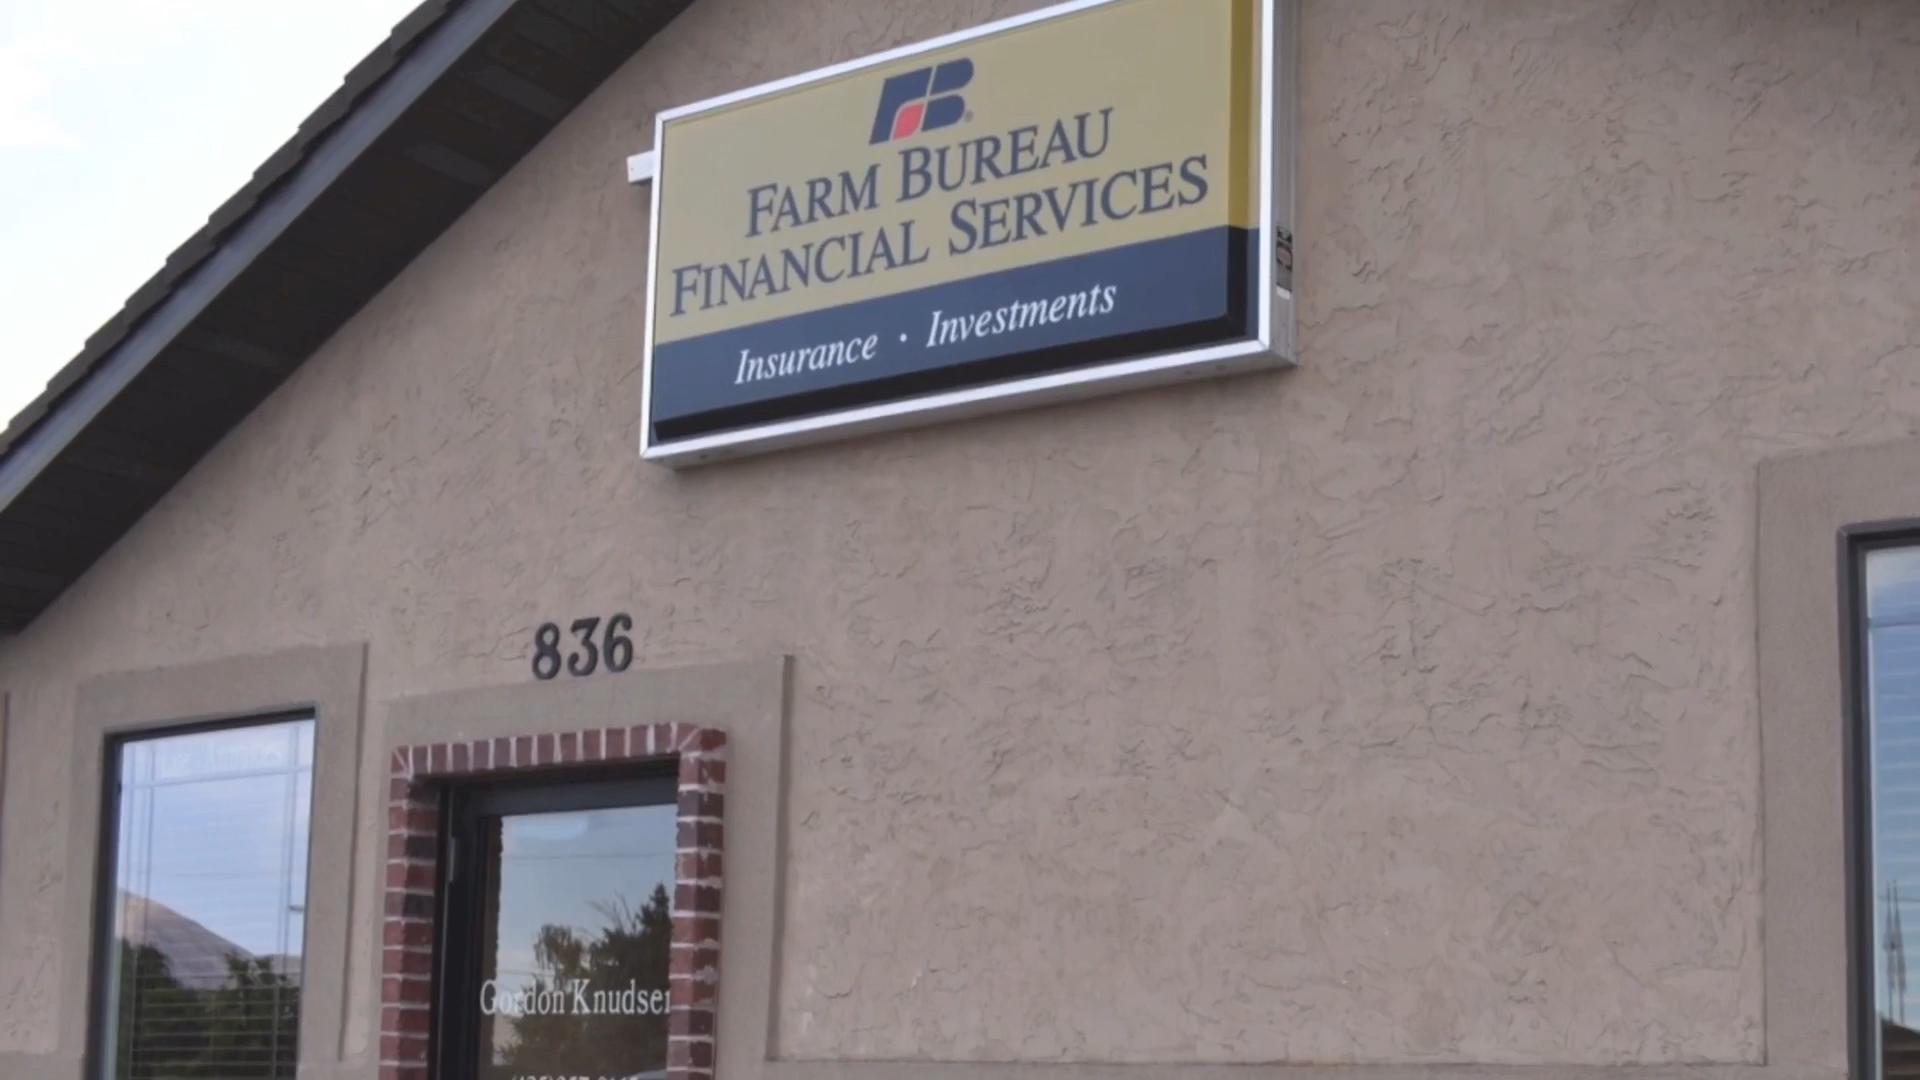 FB
FARM BUREAU
FINANCIAL SERVICES
Insurance · Investments
836
Gordon Knudsen